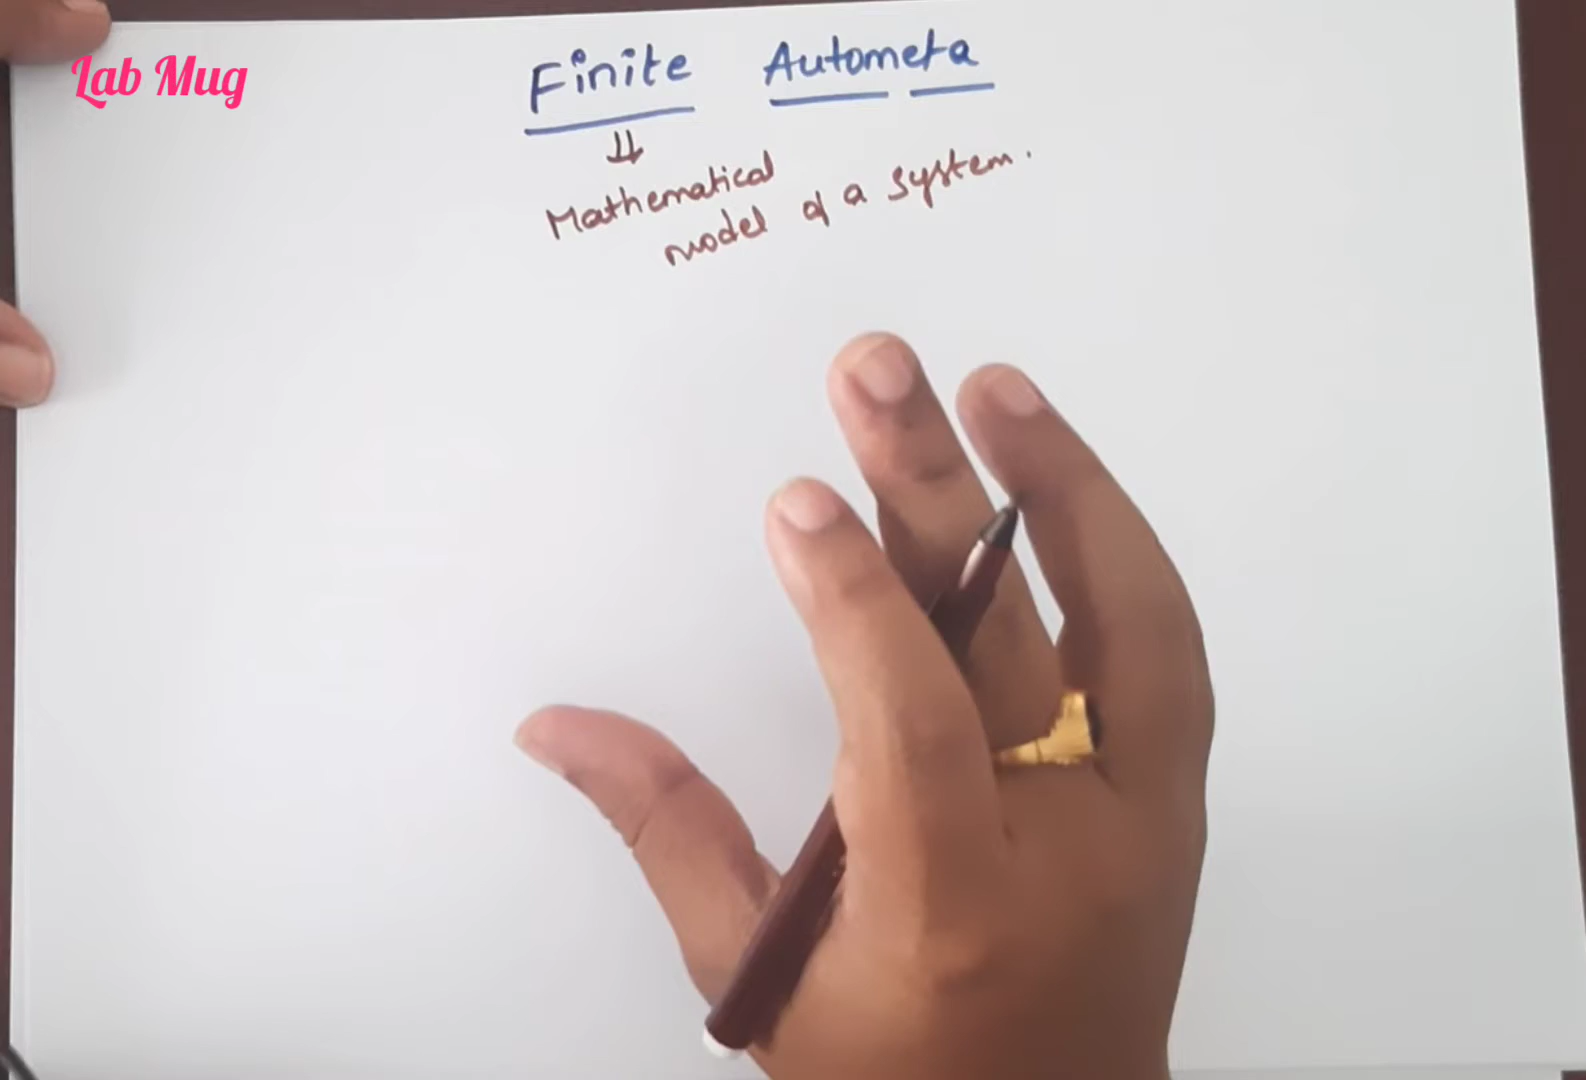 Lab Mug
Finite Autometa
⇓
Mathematical
model of a system.